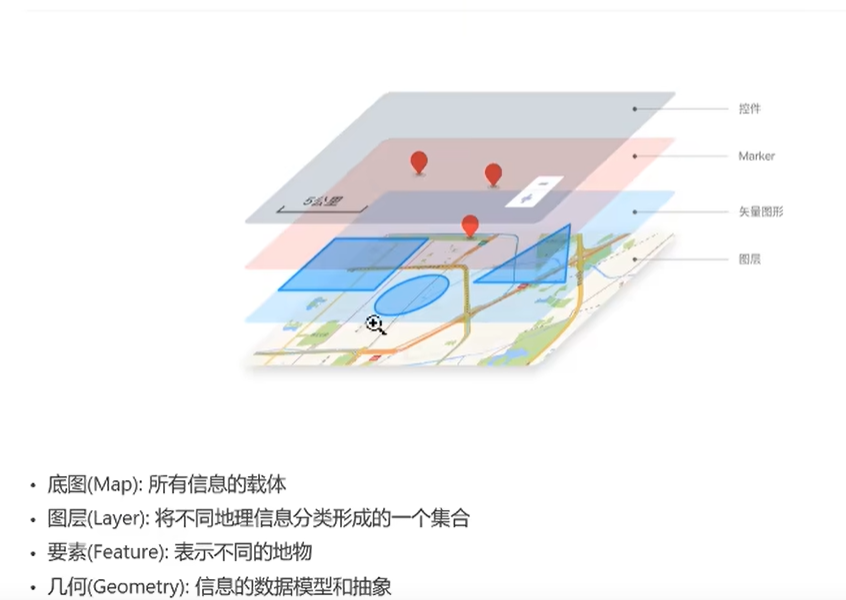 控件
Marker
5公里
矢量图形
图层
• 底图(Map): 所有信息的载体
• 图层(Layer): 将不同地理信息分类形成的一个集合
• 要素(Feature): 表示不同的地物
• 几何(Geometry): 信息的数据模型和抽象